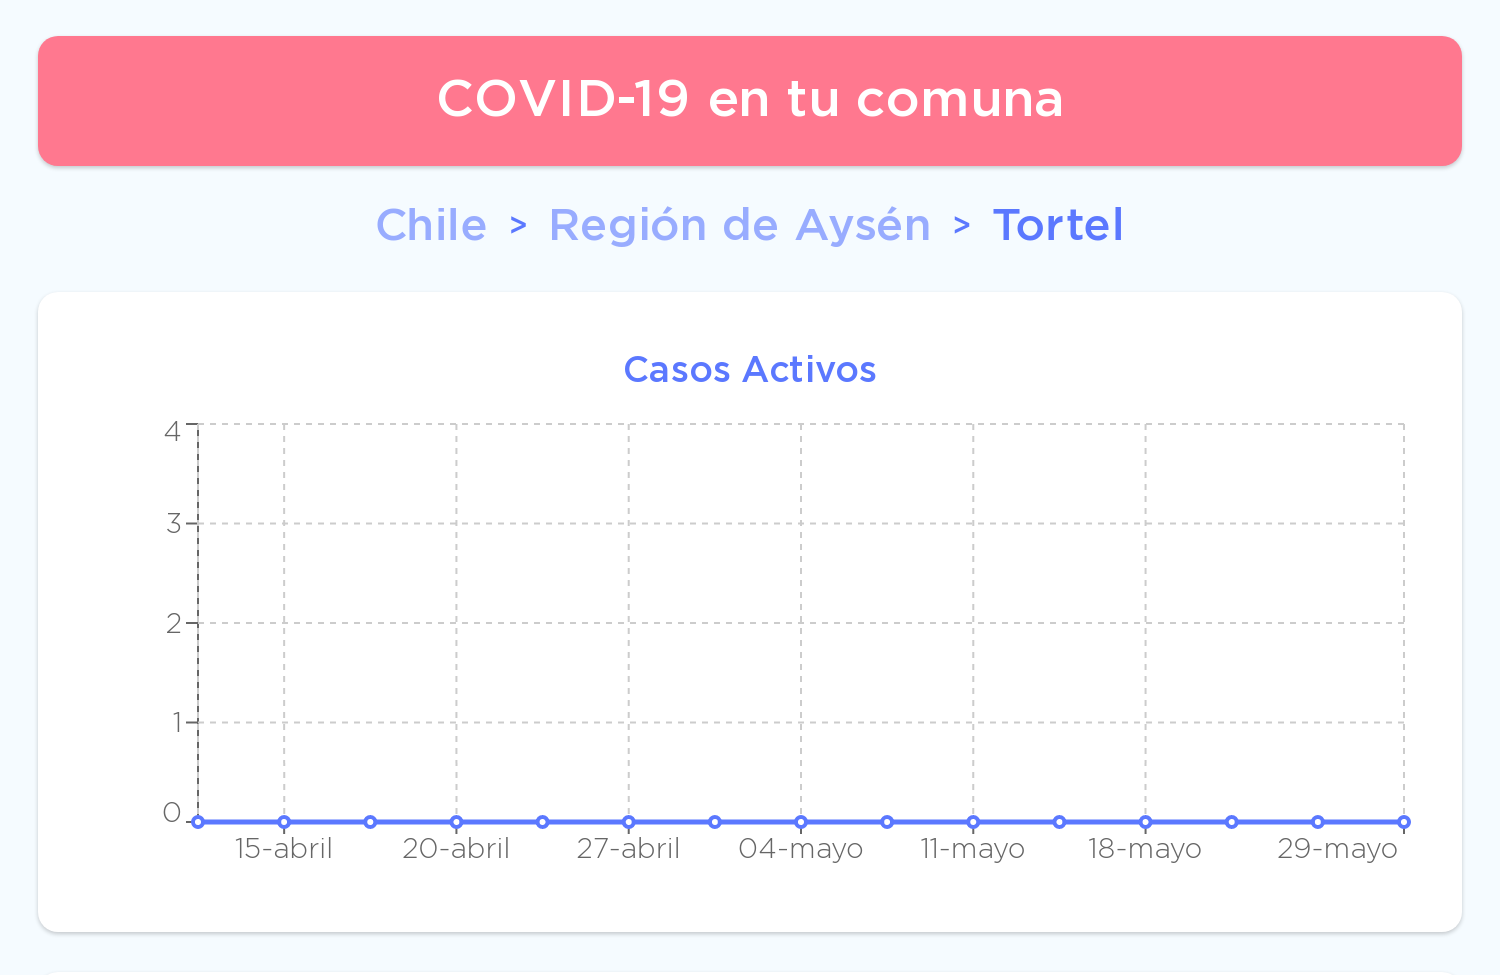 COVID-19 en tu comuna
Chile > Región de Aysén > Tortel
Casos Activos
4
3
2
1
0
15-abril 20-abril 27-abril 04-mayo 11-mayo 18-mayo 29-mayo